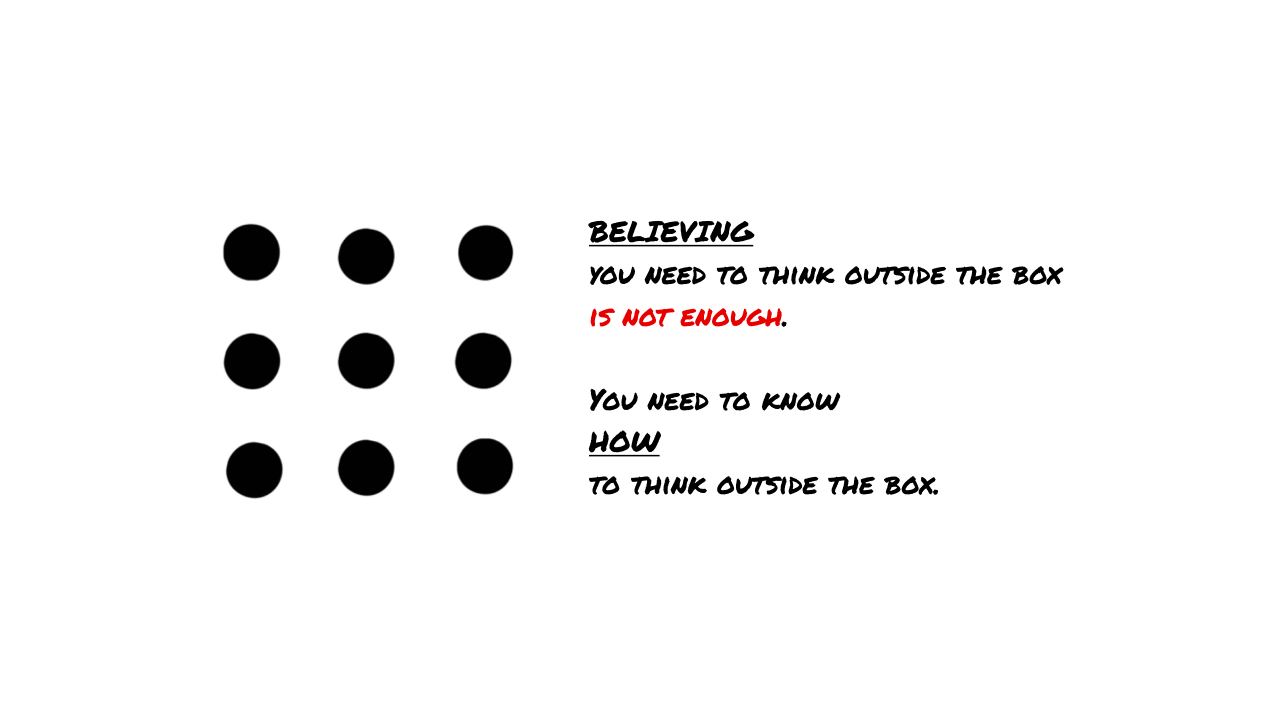 BELIEVING
YOU NEED TO THINK OUTSIDE THE BOX
IS NOT ENOUGH.
YOU NEED TO KNOW
HOW
TO THINK OUTSIDE THE BOX.